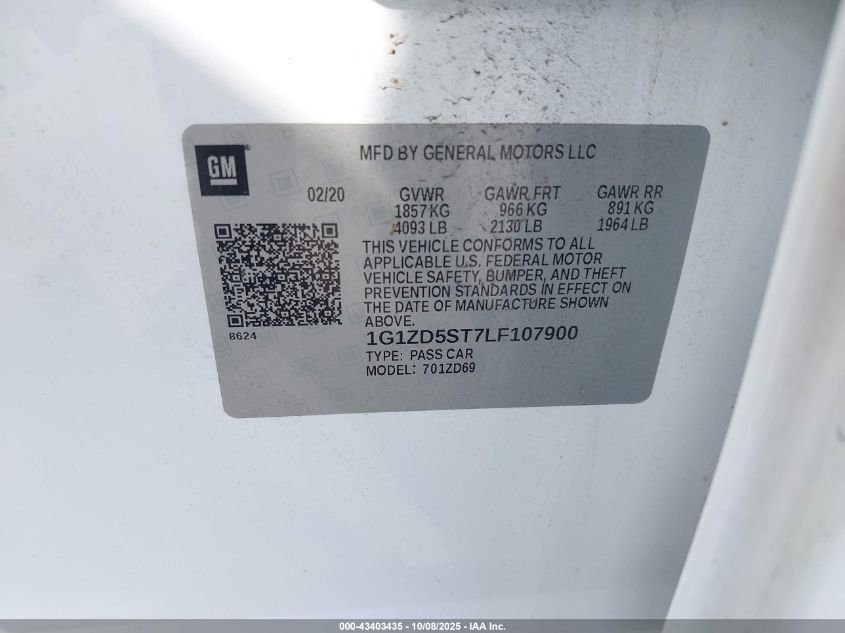 GM
MFD BY GENERAL MOTORS LLC
02/20 GVWR GAWR FRT GAWR RR
1857 KG 966 KG 891 KG
4093 LB 2130 LB 1964 LB
THIS VEHICLE CONFORMS TO ALL
APPLICABLE U.S. FEDERAL MOTOR
VEHICLE SAFETY, BUMPER, AND THEFT
PREVENTION STANDARDS IN EFFECT ON
THE DATE OF MANUFACTURE SHOWN
ABOVE.
8624
1G1ZD5ST7LF107900
TYPE: PASS CAR
MODEL: 701ZD69
000-43403435 - 10/08/2025 - IAA Inc.